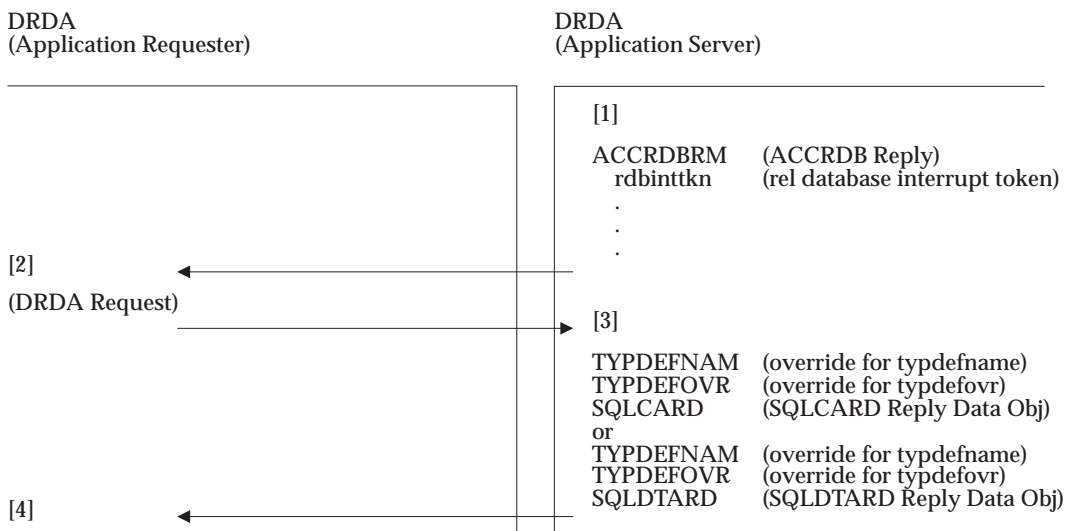 DRDA
(Application Requester)
DRDA
(Application Server)
[1]
ACCRDBRM (ACCRDB Reply)
rdbinttkn (rel database interrupt token)
.
.
.
[2]
(DRDA Request)
[3]
TYPDEFNAM (override for typdefname)
TYPDEFOVR (override for typdefovr)
SQLCARD (SQLCARD Reply Data Obj)
or
TYPDEFNAM (override for typdefname)
TYPDEFOVR (override for typdefovr)
SQLDTARD (SQLDTARD Reply Data Obj)
[4]